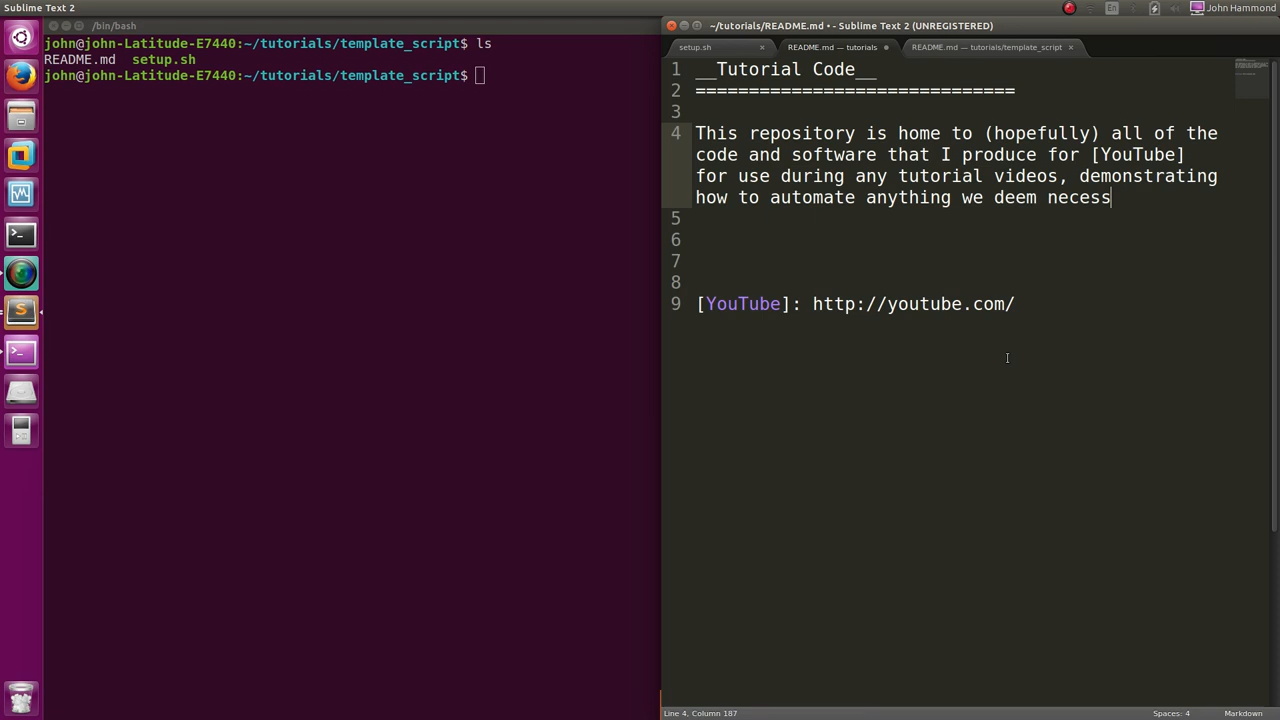 Sublime Text 2
En
John Hammond
/bin/bash
john@john-Latitude-E7440:~/tutorials/template_script$ ls
README.md  setup.sh
john@john-Latitude-E7440:~/tutorials/template_script$
~/tutorials/README.md • - Sublime Text 2 (UNREGISTERED)
setup.sh
README.md — tutorials
README.md — tutorials/template_script
1 __Tutorial Code__
2 ==============================
3
4 This repository is home to (hopefully) all of the
code and software that I produce for [YouTube]
for use during any tutorial videos, demonstrating
how to automate anything we deem necess
5
6
7
8
9 [YouTube]: http://youtube.com/
Line 4, Column 187
Spaces: 4
Markdown